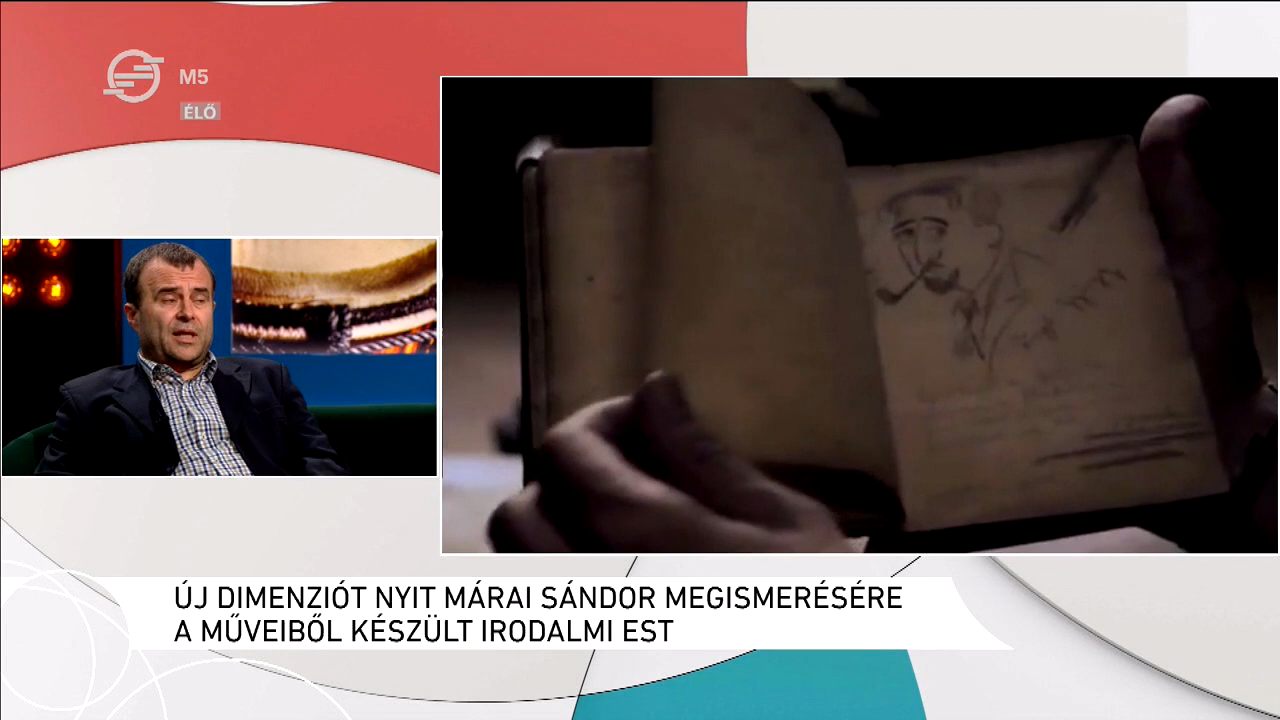 M5
ÉLŐ
ÚJ DIMENZIÓT NYIT MÁRAI SÁNDOR MEGISMERÉSÉRE
A MŰVEIBŐL KÉSZÜLT IRODALMI EST